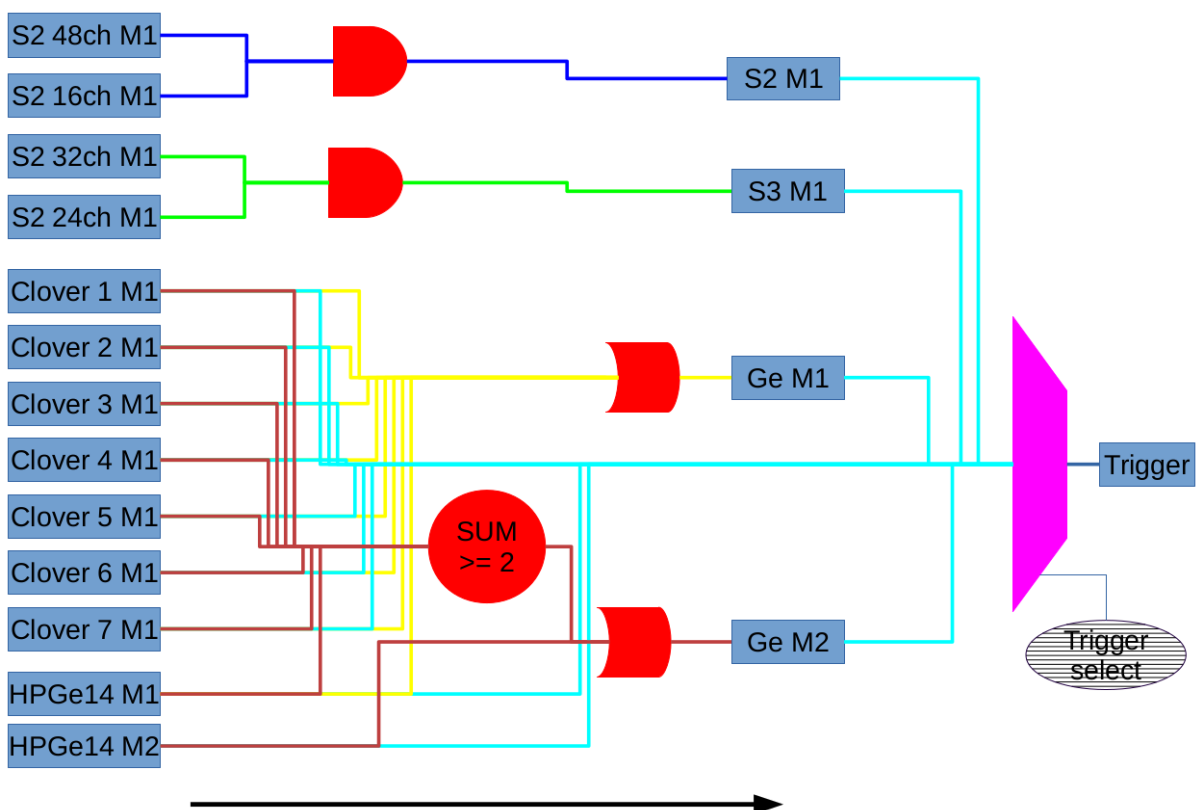 S2 48ch M1
S2 16ch M1
S2 M1
S2 32ch M1
S2 24ch M1
S3 M1
Clover 1 M1
Clover 2 M1
Clover 3 M1
Clover 4 M1
Clover 5 M1
Clover 6 M1
Clover 7 M1
HPGe14 M1
HPGe14 M2
SUM
>= 2
Ge M1
Ge M2
Trigger
Trigger
select